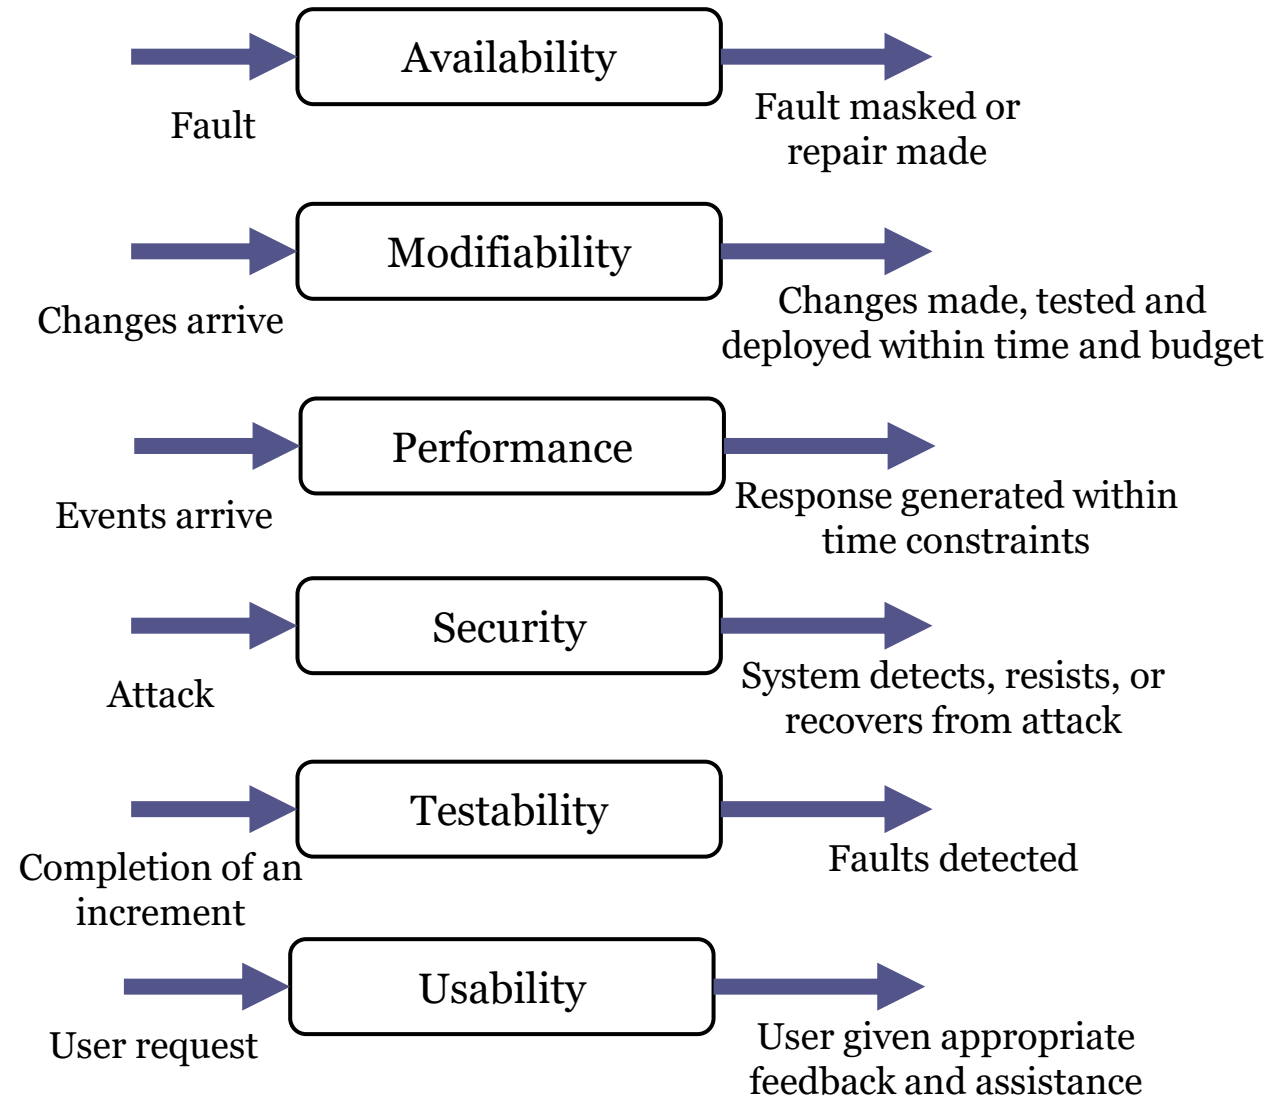 Availability
Fault
Fault masked or
repair made
Modifiability
Changes arrive
Changes made, tested and
deployed within time and budget
Performance
Events arrive
Response generated within
time constraints
Security
Attack
System detects, resists, or
recovers from attack
Testability
Completion of an
increment
Faults detected
Usability
User request
User given appropriate
feedback and assistance